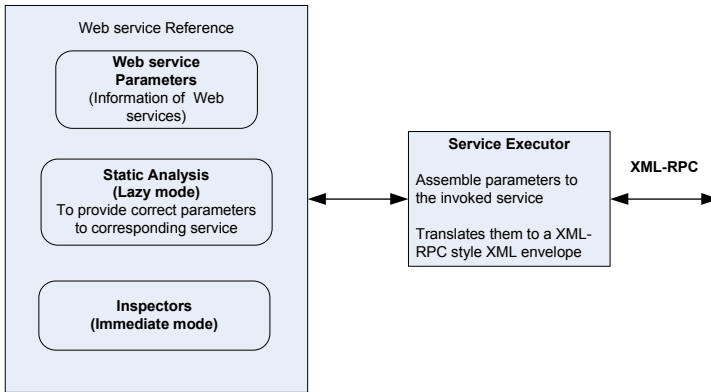 Web service Reference
Web service
Parameters
(Information of Web
services)
Static Analysis
(Lazy mode)
To provide correct parameters
to corresponding service
Inspectors
(Immediate mode)
Service Executor
Assemble parameters to
the invoked service
Translates them to a XML-
RPC style XML envelope
XML-RPC